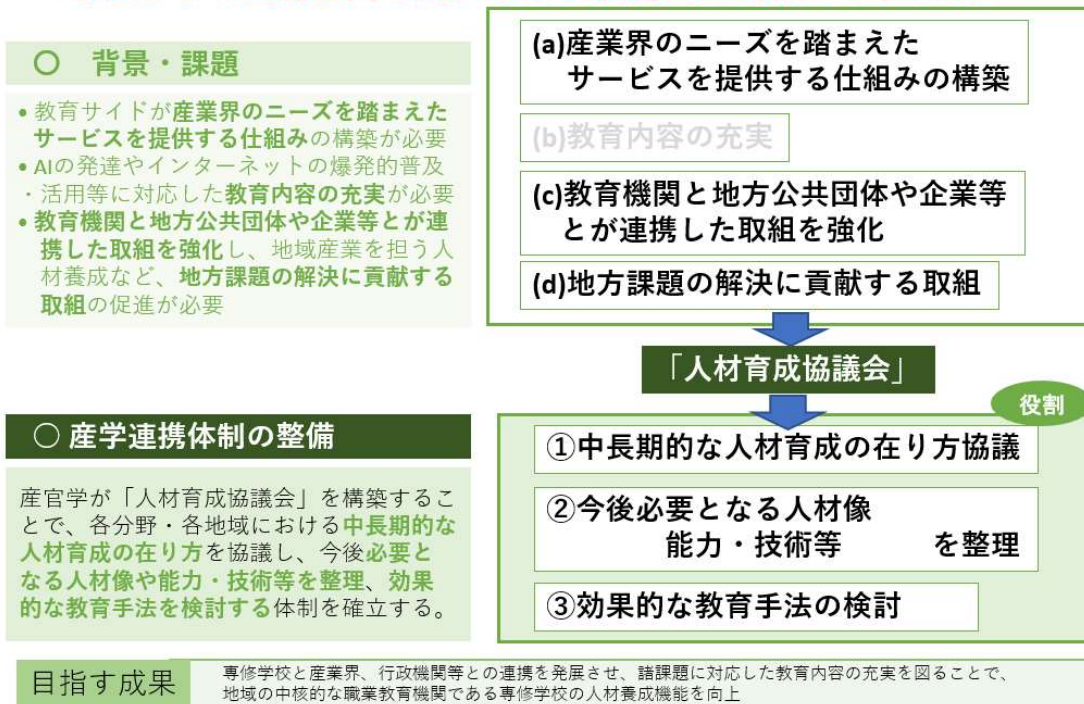 ○ 背景・課題
• 教育サイドが産業界のニーズを踏まえた
サービスを提供する仕組みの構築が必要
• AIの発達やインターネットの爆発的普及
・活用等に対応した教育内容の充実が必要
• 教育機関と地方公共団体や企業等とが連
携した取組を強化し、地域産業を担う人
材養成など、地方課題の解決に貢献する
取組の促進が必要
(a)産業界のニーズを踏まえた
サービスを提供する仕組みの構築
(b)教育内容の充実
(c)教育機関と地方公共団体や企業等
とが連携した取組を強化
(d)地方課題の解決に貢献する取組
「人材育成協議会」
○ 産学連携体制の整備
産官学が「人材育成協議会」を構築するこ
とで、各分野・各地域における中長期的な
人材育成の在り方を協議し、今後必要と
なる人材像や能力・技術等を整理、効果
的な教育手法を検討する体制を確立する。
役割
①中長期的な人材育成の在り方協議
②今後必要となる人材像
能力・技術等 を整理
③効果的な教育手法の検討
目指す成果
専修学校と産業界、行政機関等との連携を発展させ、諸課題に対応した教育内容の充実を図ることで、
地域の中核的な職業教育機関である専修学校の人材養成機能を向上